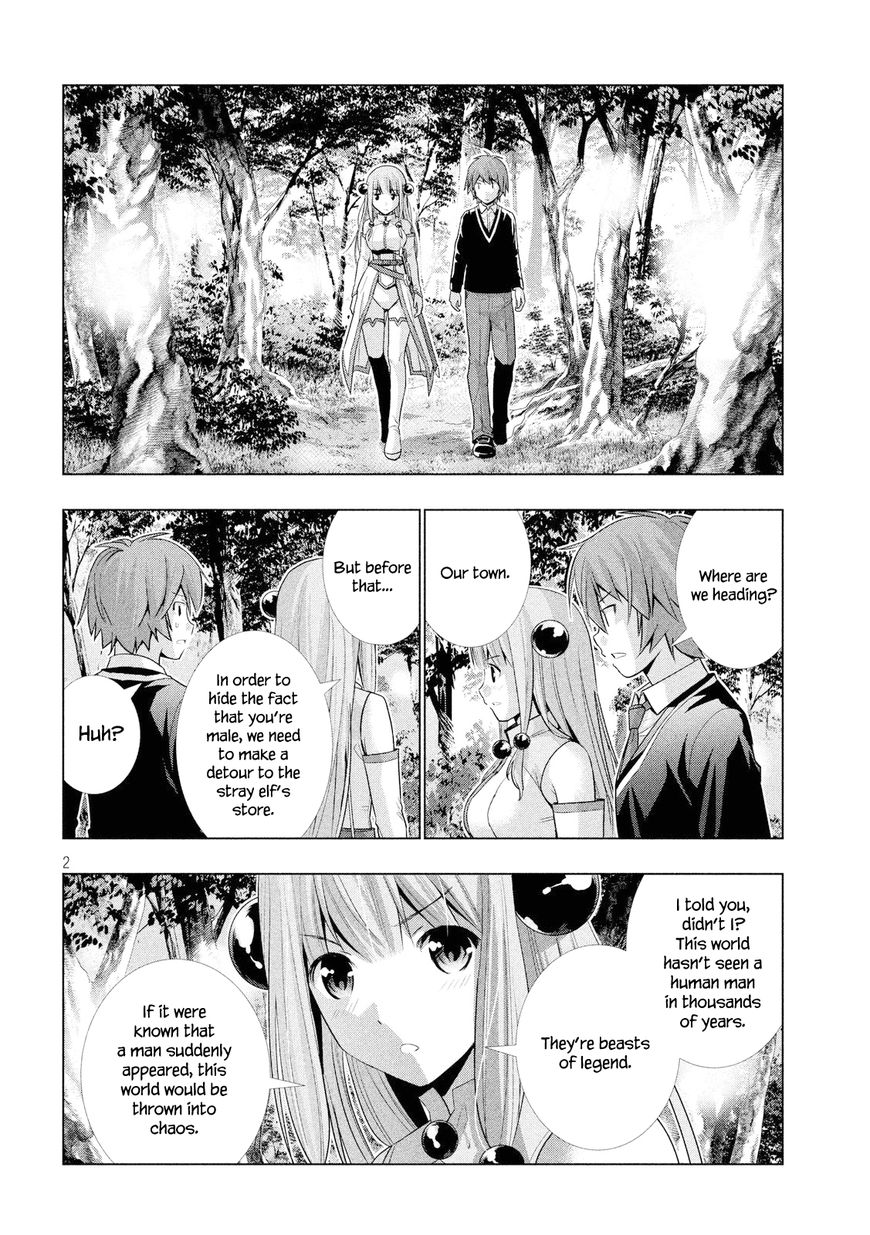 Where are
we heading?
Our town.
But before
that...
In order to
hide the fact
that you're
male, we need
to make a
detour to the
stray elf's
store.
Huh?
2
I told you,
didn't I?
This world
hasn't seen a
human man
in thousands
of years.
They're beasts
of legend.
If it were
known that
a man suddenly
appeared, this
world would be
thrown into
chaos.